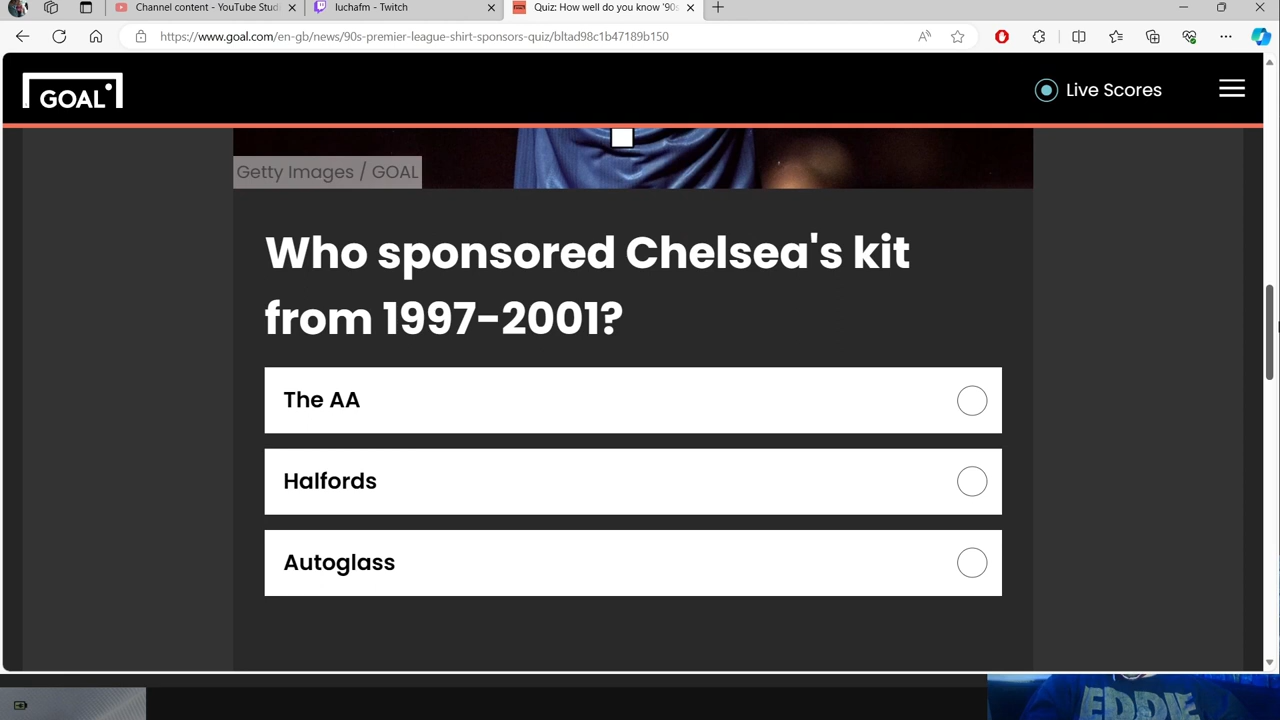 Channel content - YouTube Studi
luchafm - Twitch
Quiz: How well do you know '90s
https://www.goal.com/en-gb/news/90s-premier-league-shirt-sponsors-quiz/bltad98c1b47189b150
GOAL
Live Scores
Getty Images / GOAL
Who sponsored Chelsea's kit
from 1997-2001?
The AA
Halfords
Autoglass
EDDIE